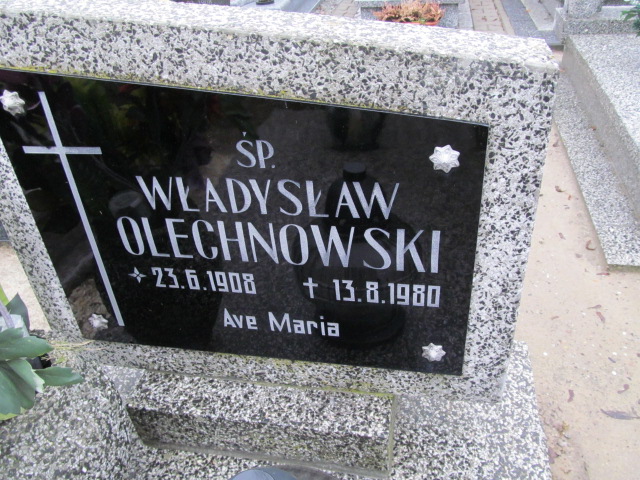 ŚP.
WŁADYSŁAW
OLECHNOWSKI
23.6.1908 † 13.8.1980
Ave Maria